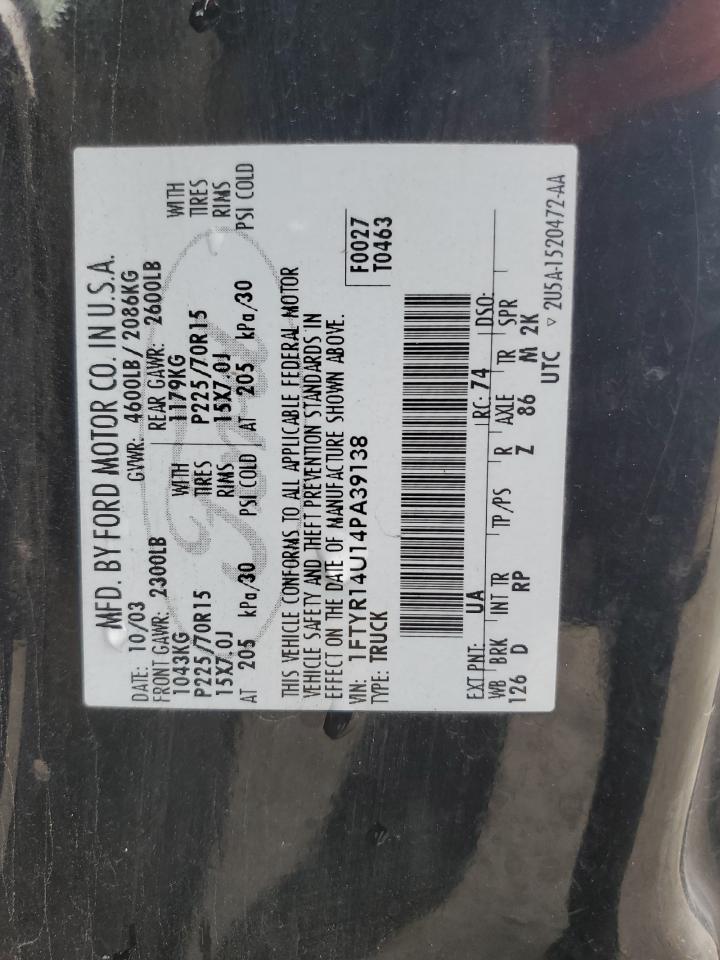 MFD. BY FORD MOTOR CO. IN U.S.A.
DATE: 10/03 GVWR: 4600LB/2086KG
FRONT GAWR: 2300LB REAR GAWR: 2600LB
1043KG WITH 1179KG WITH
P225/70R15 TIRES P225/70R15 TIRES
15X7.0J RIMS 15X7.0J RIMS
AT 205 kPa/30 PSI COLD AT 205 kPa/30 PSI COLD
Ford
THIS VEHICLE CONFORMS TO ALL APPLICABLE FEDERAL MOTOR
VEHICLE SAFETY AND THEFT PREVENTION STANDARDS IN
EFFECT ON THE DATE OF MANUFACTURE SHOWN ABOVE.
VIN: 1FTYR14U14PA39138 F0027
TYPE: TRUCK T0463
EXT PNT: UA RC: 74 DSO:
WB BRK INT TR TP/PS R AXLE TR SPR
126 D RP Z 86 M 2K
UTC
▽ 2U5A-1520472-AA